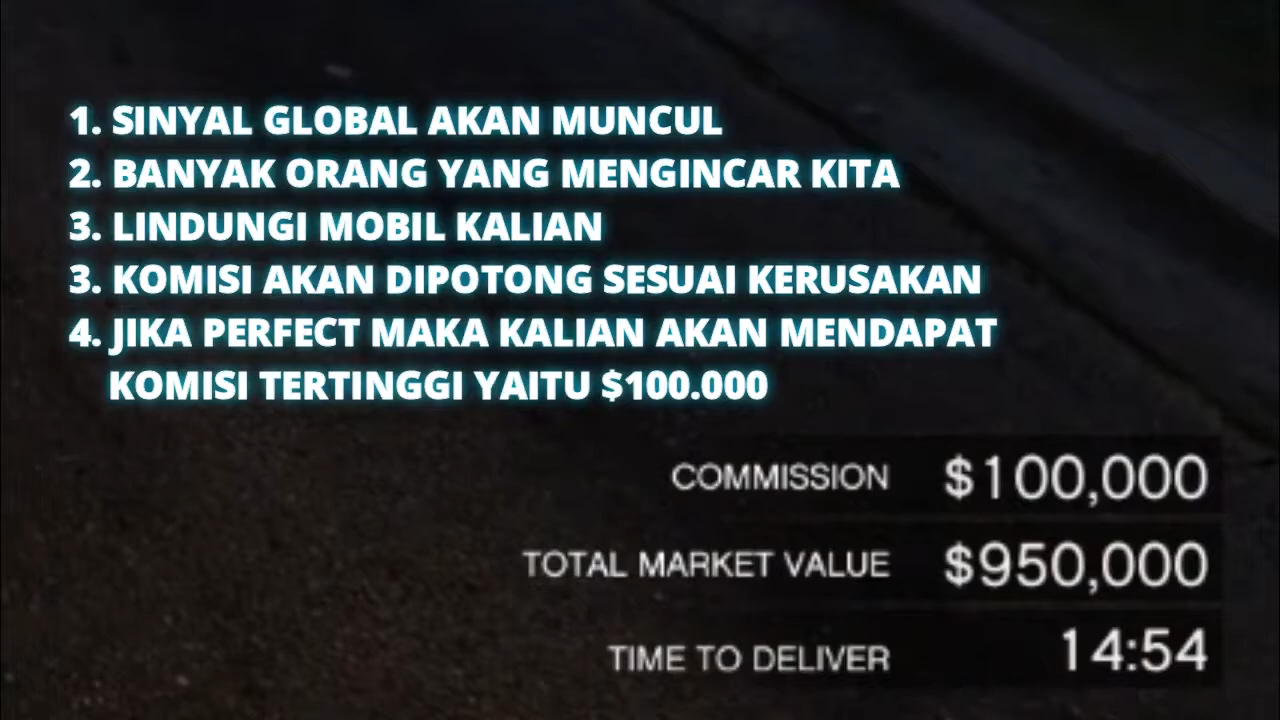 1. SINYAL GLOBAL AKAN MUNCUL
2. BANYAK ORANG YANG MENGINCAR KITA
3. LINDUNGI MOBIL KALIAN
3. KOMISI AKAN DIPOTONG SESUAI KERUSAKAN
4. JIKA PERFECT MAKA KALIAN AKAN MENDAPAT
KOMISI TERTINGGI YAITU $100.000
COMMISSION $100,000
TOTAL MARKET VALUE $950,000
TIME TO DELIVER 14:54